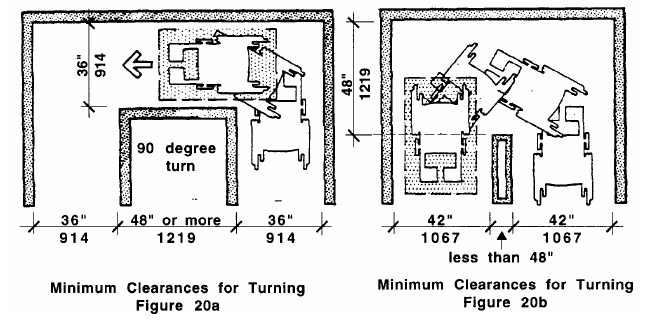 36"
914
90 degree
turn
36"
914
48" or more
1219
36"
914
Minimum Clearances for Turning
Figure 20a
48"
1219
42"
1067
42"
1067
less than 48"
Minimum Clearances for Turning
Figure 20b